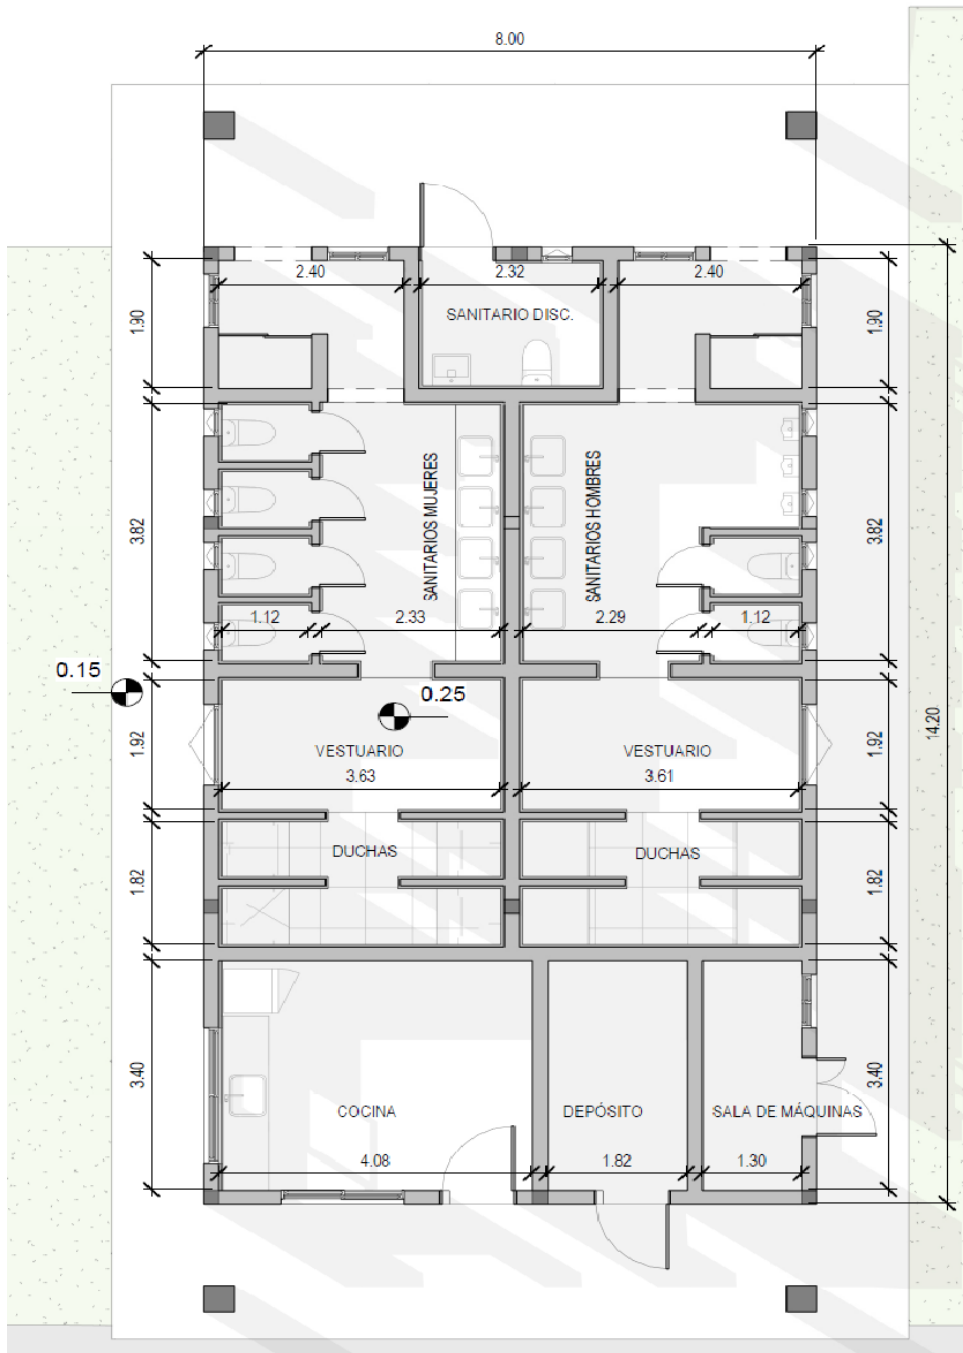 8.00
2.40
2.32
2.40
1.90
SANITARIO DISC.
1.90
SANITARIOS MUJERES
SANITARIOS HOMBRES
3.82
3.82
1.12
2.33
2.29
1.12
0.15
0.25
14.20
1.92
VESTUARIO
VESTUARIO
1.92
3.63
3.61
DUCHAS
DUCHAS
1.82
1.82
3.40
3.40
COCINA
DEPÓSITO
SALA DE MÁQUINAS
4.08
1.82
1.30